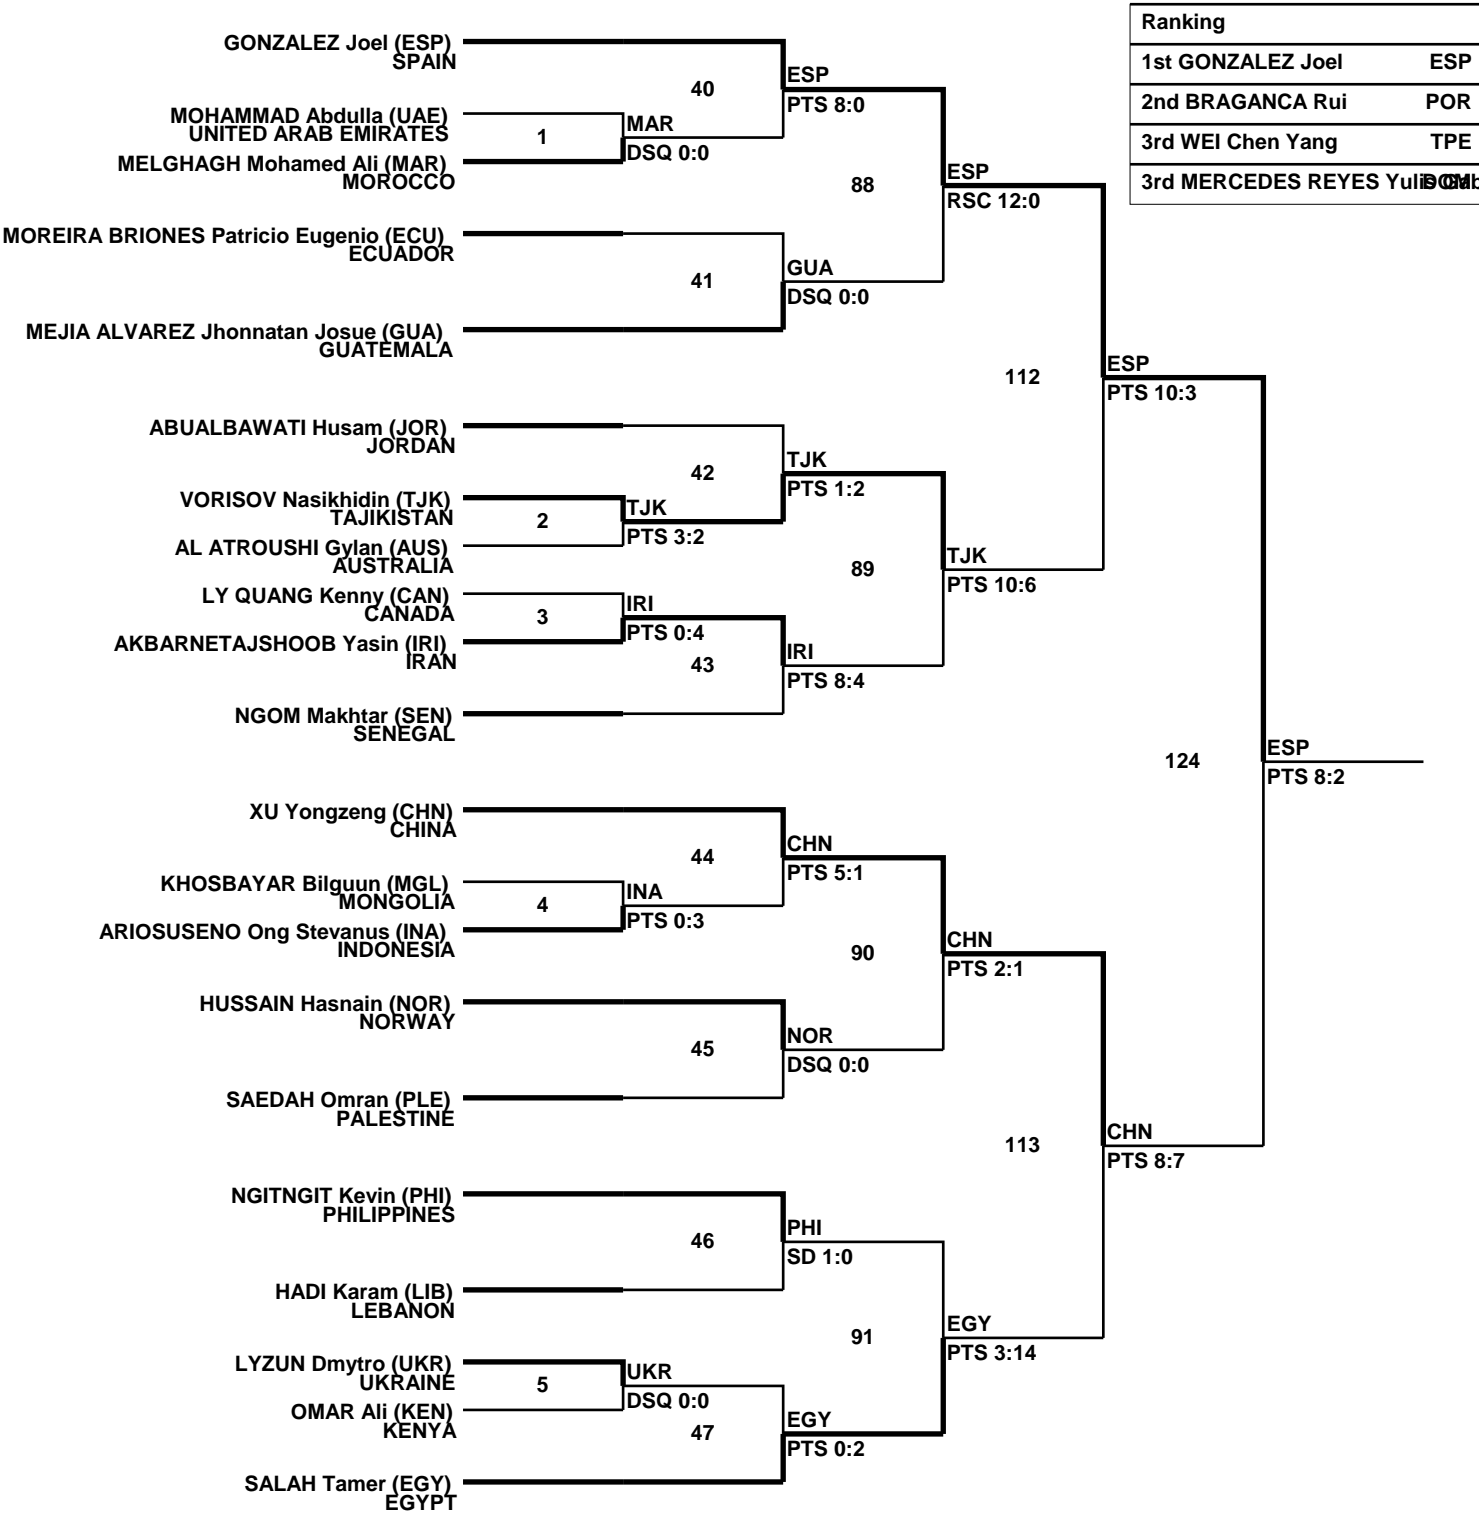 Ranking
1st GONZALEZ Joel ESP
2nd BRAGANCA Rui POR
3rd WEI Chen Yang TPE
3rd MERCEDES REYES Yulis
GONZALEZ Joel (ESP)
SPAIN
40
ESP
PTS 8:0
MOHAMMAD Abdulla (UAE)
UNITED ARAB EMIRATES
1
MAR
DSQ 0:0
MELGHAGH Mohamed Ali (MAR)
MOROCCO
88
ESP
RSC 12:0
MOREIRA BRIONES Patricio Eugenio (ECU)
ECUADOR
41
GUA
DSQ 0:0
MEJIA ALVAREZ Jhonnatan Josue (GUA)
GUATEMALA
112
ESP
PTS 10:3
ABUALBAWATI Husam (JOR)
JORDAN
42
TJK
PTS 1:2
VORISOV Nasikhidin (TJK)
TAJIKISTAN
2
TJK
PTS 3:2
AL ATROUSHI Gylan (AUS)
AUSTRALIA
89
TJK
PTS 10:6
LY QUANG Kenny (CAN)
CANADA
3
IRI
PTS 0:4
AKBARNETAJSHOOB Yasin (IRI)
IRAN
43
IRI
PTS 8:4
NGOM Makhtar (SEN)
SENEGAL
124
ESP
PTS 8:2
XU Yongzeng (CHN)
CHINA
44
CHN
PTS 5:1
KHOSBAYAR Bilguun (MGL)
MONGOLIA
4
INA
PTS 0:3
ARIOSUSENO Ong Stevanus (INA)
INDONESIA
90
CHN
PTS 2:1
HUSSAIN Hasnain (NOR)
NORWAY
45
NOR
DSQ 0:0
SAEDAH Omran (PLE)
PALESTINE
113
CHN
PTS 8:7
NGITNGIT Kevin (PHI)
PHILIPPINES
46
PHI
SD 1:0
HADI Karam (LIB)
LEBANON
91
EGY
PTS 3:14
LYZUN Dmytro (UKR)
UKRAINE
5
UKR
DSQ 0:0
OMAR Ali (KEN)
KENYA
47
EGY
PTS 0:2
SALAH Tamer (EGY)
EGYPT